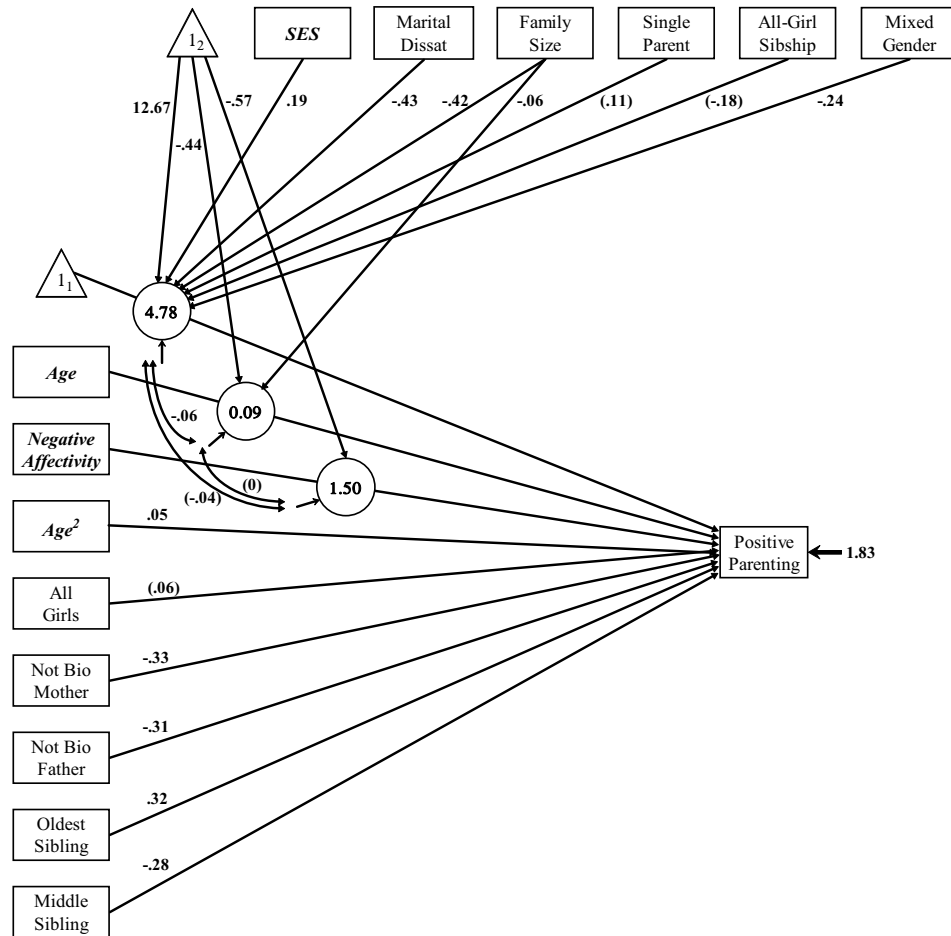 1₂
SES
Marital
Dissat
Family
Size
Single
Parent
All-Girl
Sibship
Mixed
Gender
12.67
-.44
-.57
.19
-.43
-.42
-.06
(.11)
(-.18)
-.24
1₁
4.78
Age
0.09
-.06
Negative
Affectivity
(0)
(-.04)
1.50
Age²
.05
Positive
Parenting
1.83
All
Girls
(.06)
Not Bio
Mother
-.33
Not Bio
Father
-.31
Oldest
Sibling
.32
Middle
Sibling
-.28